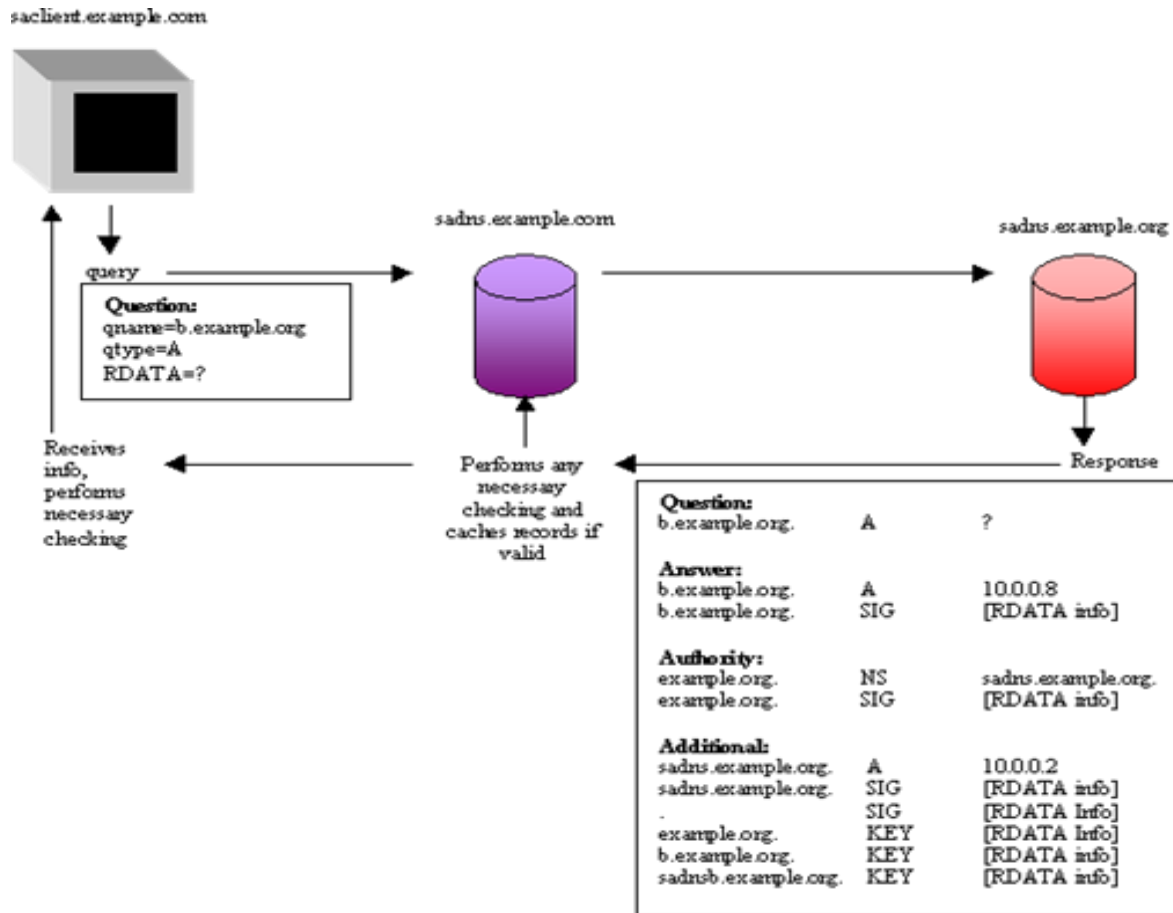 saclient.example.com
sadns.example.com
sadns.example.org
query
Question:
qname=b.example.org
qtype=A
RDATA=?
Receives
info,
performs
necessary
checking
Performs any
necessary
checking and
caches records if
valid
Response
Question:
b.example.org. A ?
Answer:
b.example.org. A 10.0.0.8
b.example.org. SIG [RDATA info]
Authority:
example.org. NS sadns.example.org.
example.org. SIG [RDATA info]
Additional:
sadns.example.org. A 10.0.0.2
sadns.example.org. SIG [RDATA info]
. SIG [RDATA Info]
example.org. KEY [RDATA Info]
b.example.org. KEY [RDATA info]
sadnsb.example.org. KEY [RDATA info]